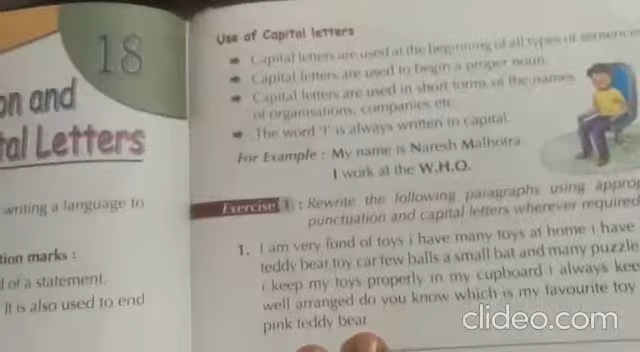 18
on and
tal Letters
writing a language to
tion marks :
d of a statement.
It is also used to end
Use of Capital letters
Capital letters are used at the beginning of all types of sentences
Capital letters are used to begin a proper noun.
Capital letters are used in short forms of the names
of organisations, companies etc.
The word 'I' is always written in capital.
For Example : My name is Naresh Malhotra.
I work at the W.H.O.
Exercise 1 : Rewrite the following paragraphs using approp
punctuation and capital letters wherever required
1. I am very fond of toys i have many toys at home i have
teddy bear toy car few balls a small bat and many puzzle
i keep my toys properly in my cupboard i always kee
well arranged do you know which is my favourite toy
pink teddy bear
clideo.com